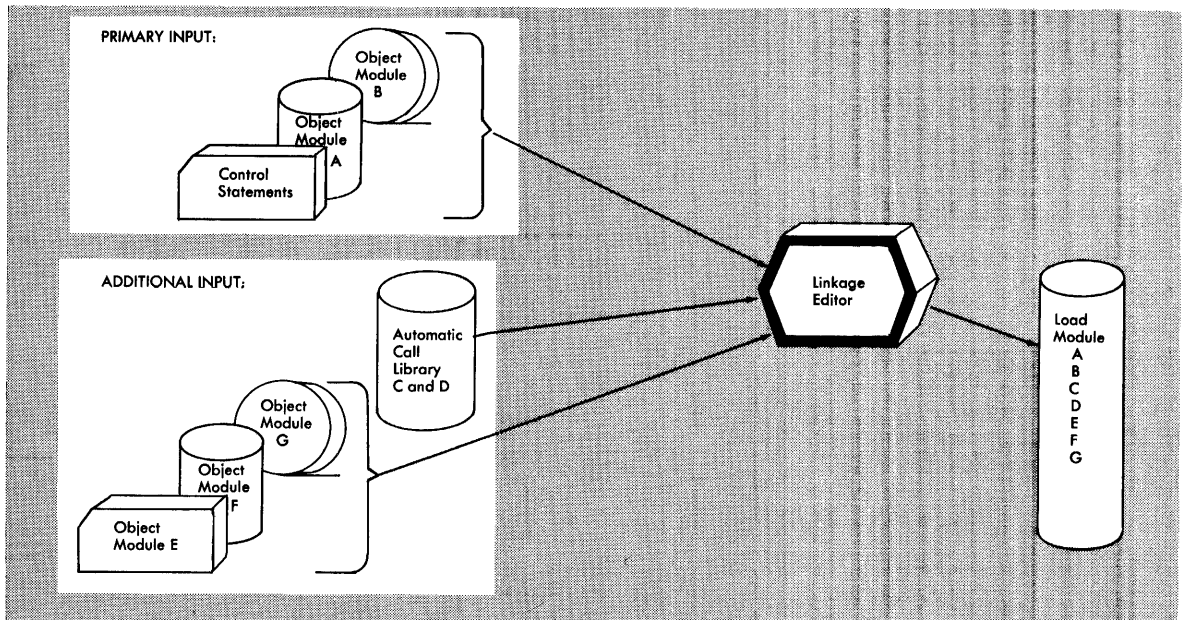 PRIMARY INPUT:
Object
Module
B
Object
Module
A
Control
Statements
ADDITIONAL INPUT:
Automatic
Call
Library
C and D
Object
Module
G
Object
Module
F
Object
Module E
Linkage
Editor
Load
Module
A
B
C
D
E
F
G